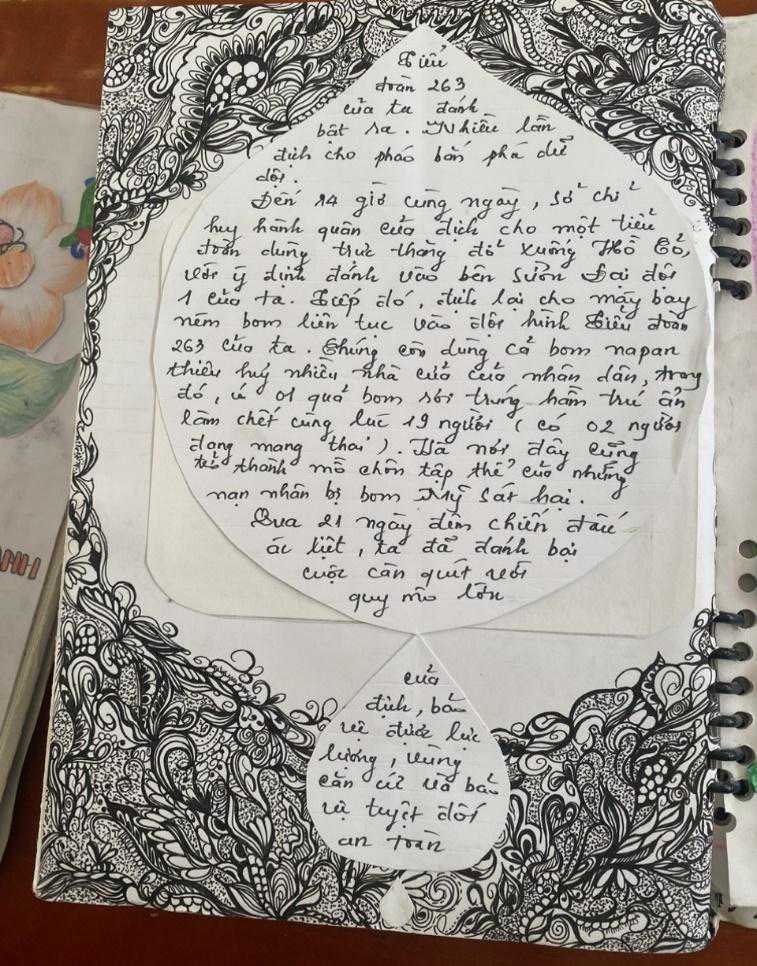 Tiểu
đoàn 263
của ta đánh
bật ra. Nhiều lần
địch cho pháo bắn phá dữ
dội.
Đến 14 giờ cùng ngày, sở chỉ
huy hành quân của địch cho một tiểu
đoàn dùng trực thăng đổ xuống Hồ Cỏ,
với ý định đánh vào bên sườn Đại đội
1 của ta. Tiếp đó, địch lại cho máy bay
ném bom liên tục vào đội hình Tiểu đoàn
263 của ta. Chúng còn dùng cả bom napan
thiêu huỷ nhiều nhà cửa của nhân dân, trong
đó, có 01 quả bom rơi trúng hầm trú ẩn
làm chết cùng lúc 19 người (có 02 người
đang mang thai). Và nơi đây cũng
trở thành mồ chôn tập thể của những
nạn nhân bị bom Mỹ sát hại.
Qua 21 ngày đêm chiến đấu
ác liệt, ta đã đánh bại
cuộc càn quét với
quy mô lớn
của
địch, bảo
vệ được lực
lượng, vùng
căn cứ và bảo
vệ tuyệt đối
an toàn